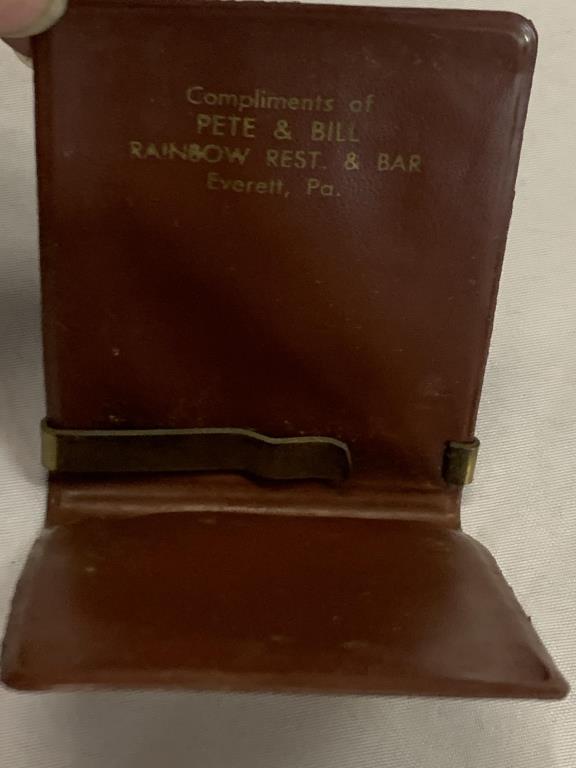 Compliments of
PETE & BILL
RAINBOW REST. & BAR
Everett, Pa.